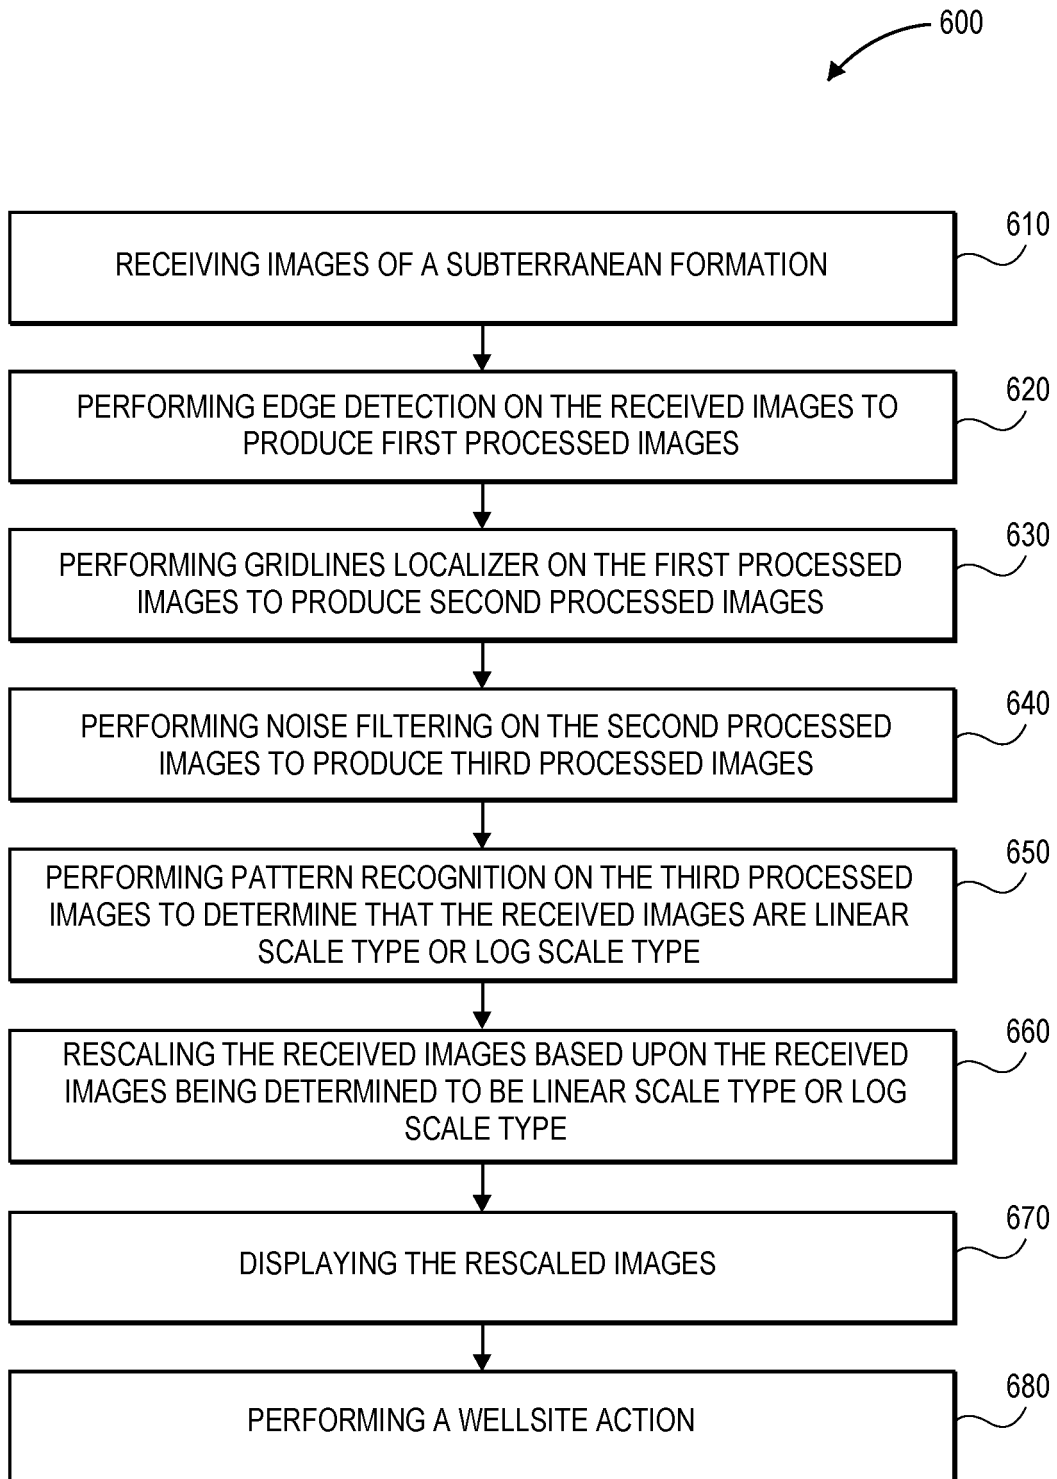 600
610
RECEIVING IMAGES OF A SUBTERRANEAN FORMATION
620
PERFORMING EDGE DETECTION ON THE RECEIVED IMAGES TO
PRODUCE FIRST PROCESSED IMAGES
630
PERFORMING GRIDLINES LOCALIZER ON THE FIRST PROCESSED
IMAGES TO PRODUCE SECOND PROCESSED IMAGES
640
PERFORMING NOISE FILTERING ON THE SECOND PROCESSED
IMAGES TO PRODUCE THIRD PROCESSED IMAGES
650
PERFORMING PATTERN RECOGNITION ON THE THIRD PROCESSED
IMAGES TO DETERMINE THAT THE RECEIVED IMAGES ARE LINEAR
SCALE TYPE OR LOG SCALE TYPE
660
RESCALING THE RECEIVED IMAGES BASED UPON THE RECEIVED
IMAGES BEING DETERMINED TO BE LINEAR SCALE TYPE OR LOG
SCALE TYPE
670
DISPLAYING THE RESCALED IMAGES
680
PERFORMING A WELLSITE ACTION